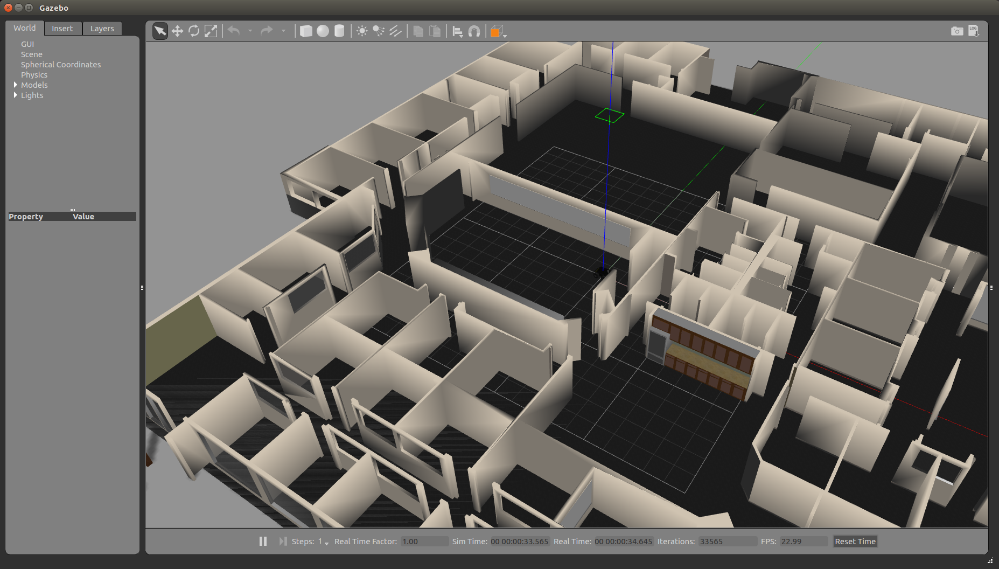 Gazebo
World Insert Layers
LOG
GUI
Scene
Spherical Coordinates
Physics
Models
Lights
Property Value
Steps: 1 Real Time Factor: 1.00 Sim Time: 00 00:00:33.565 Real Time: 00 00:00:34.645 Iterations: 33565 FPS: 22.99 Reset Time